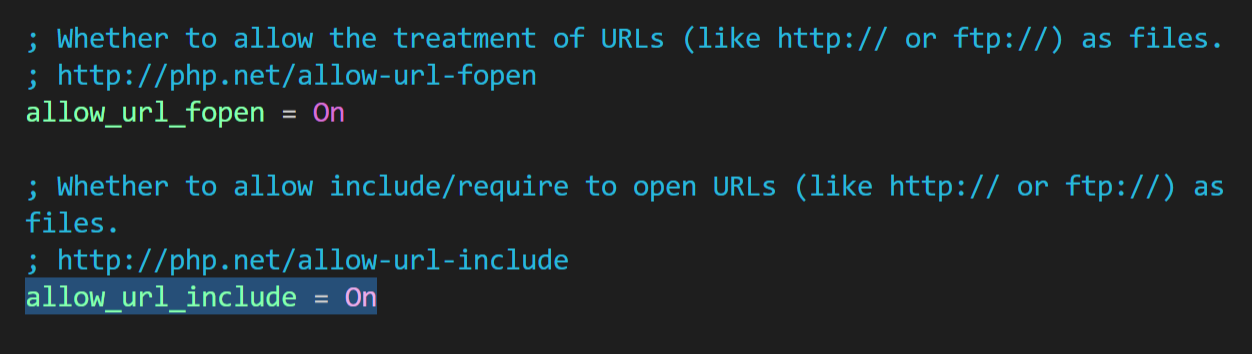 ; Whether to allow the treatment of URLs (like http:// or ftp://) as files.
; http://php.net/allow-url-fopen
allow_url_fopen = On
; Whether to allow include/require to open URLs (like http:// or ftp://) as
files.
; http://php.net/allow-url-include
allow_url_include = On